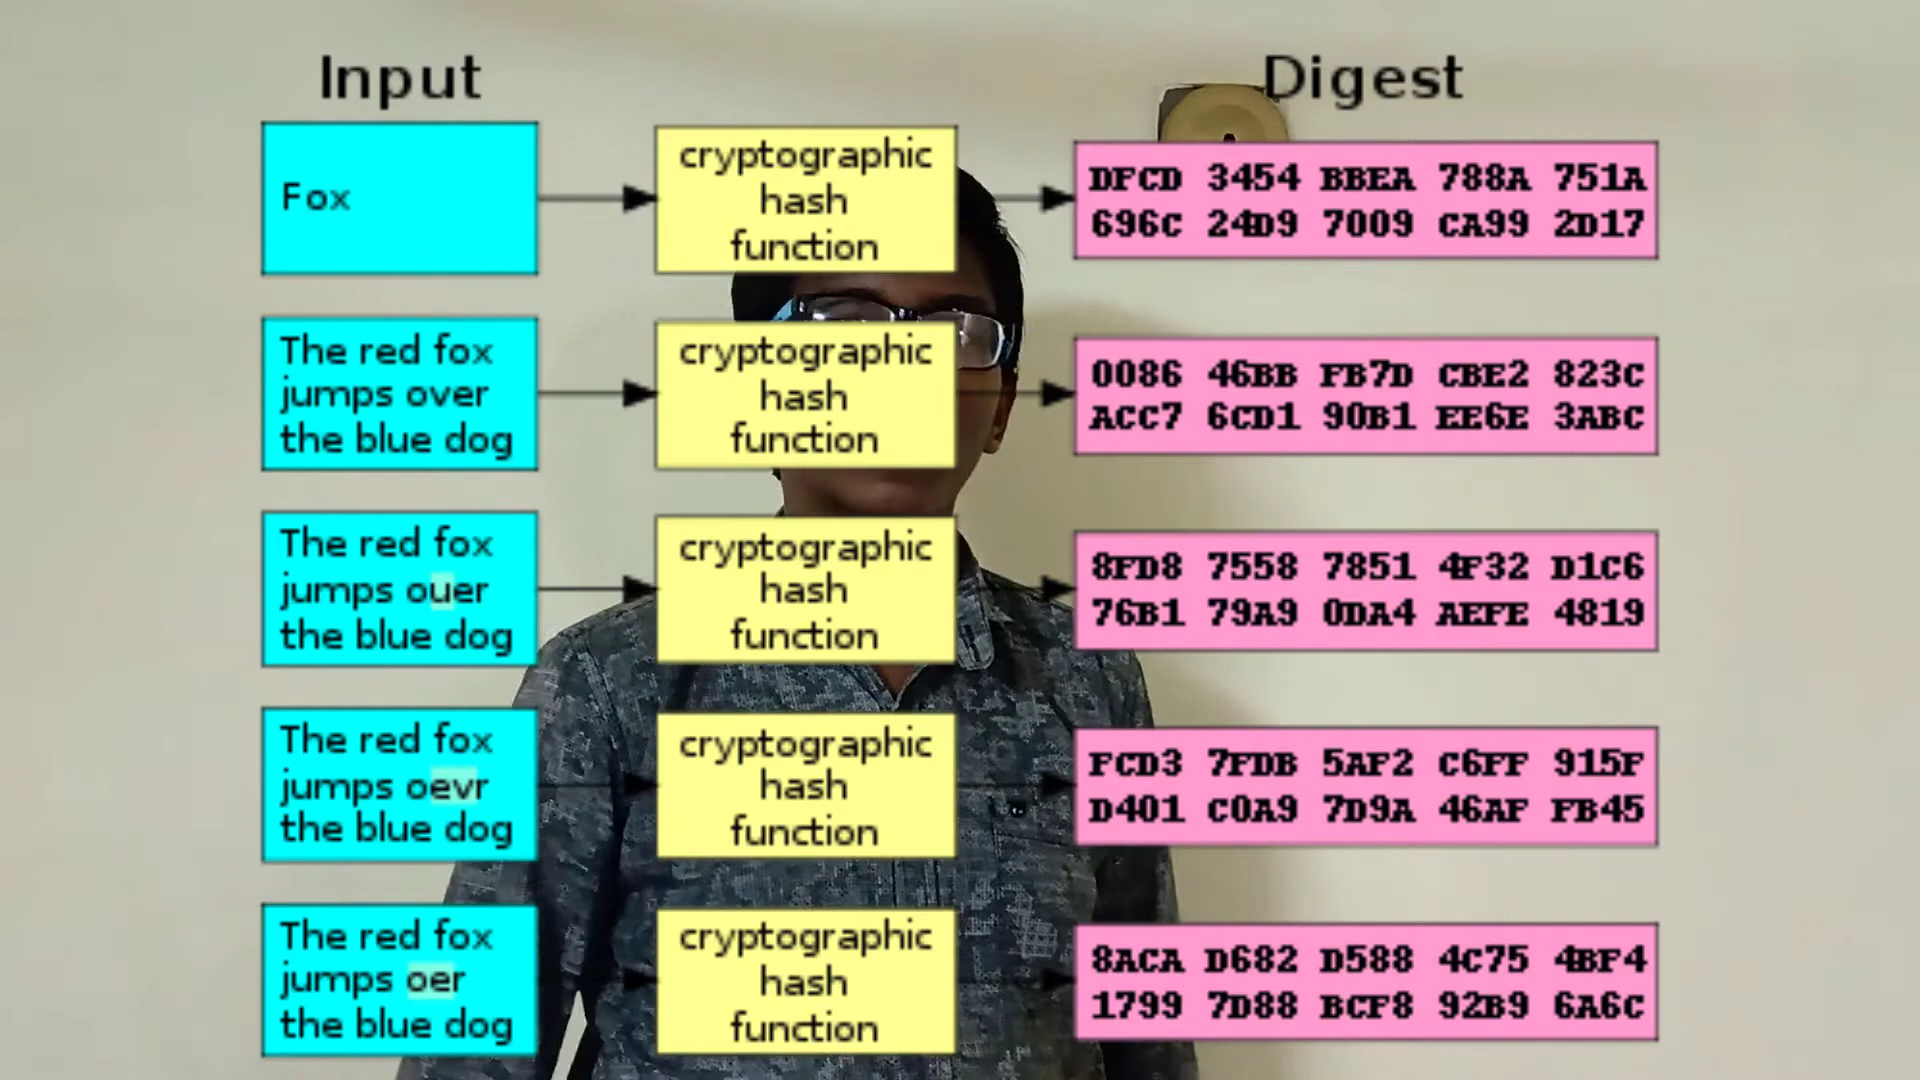 Input
Digest
Fox
cryptographic
hash
function
DFCD 3454 BBEA 788A 751A
696C 24D9 7009 CA99 2D17
The red fox
jumps over
the blue dog
cryptographic
hash
function
0086 46BB FB7D CBE2 823C
ACC7 6CD1 90B1 EE6E 3ABC
The red fox
jumps ouer
the blue dog
cryptographic
hash
function
8FD8 7558 7851 4F32 D1C6
76B1 79A9 0DA4 AEFE 4819
The red fox
jumps oevr
the blue dog
cryptographic
hash
function
FCD3 7FDB 5AF2 C6FF 915F
D401 C0A9 7D9A 46AF FB45
The red fox
jumps oer
the blue dog
cryptographic
hash
function
8ACA D682 D588 4C75 4BF4
1799 7D88 BCF8 92B9 6A6C